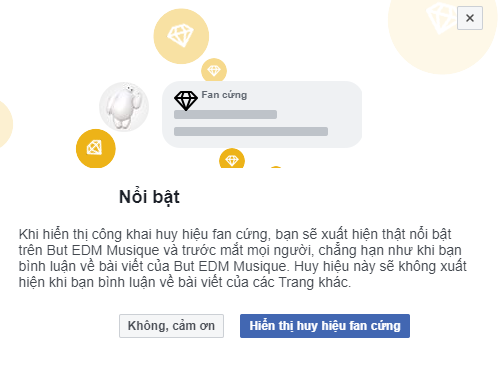 Fan cứng
Nổi bật
Khi hiển thị công khai huy hiệu fan cứng, bạn sẽ xuất hiện thật nổi bật
trên But EDM Musique và trước mắt mọi người, chẳng hạn như khi bạn
bình luận về bài viết của But EDM Musique. Huy hiệu này sẽ không xuất
hiện khi bạn bình luận về bài viết của các Trang khác.
Không, cảm ơn
Hiển thị huy hiệu fan cứng